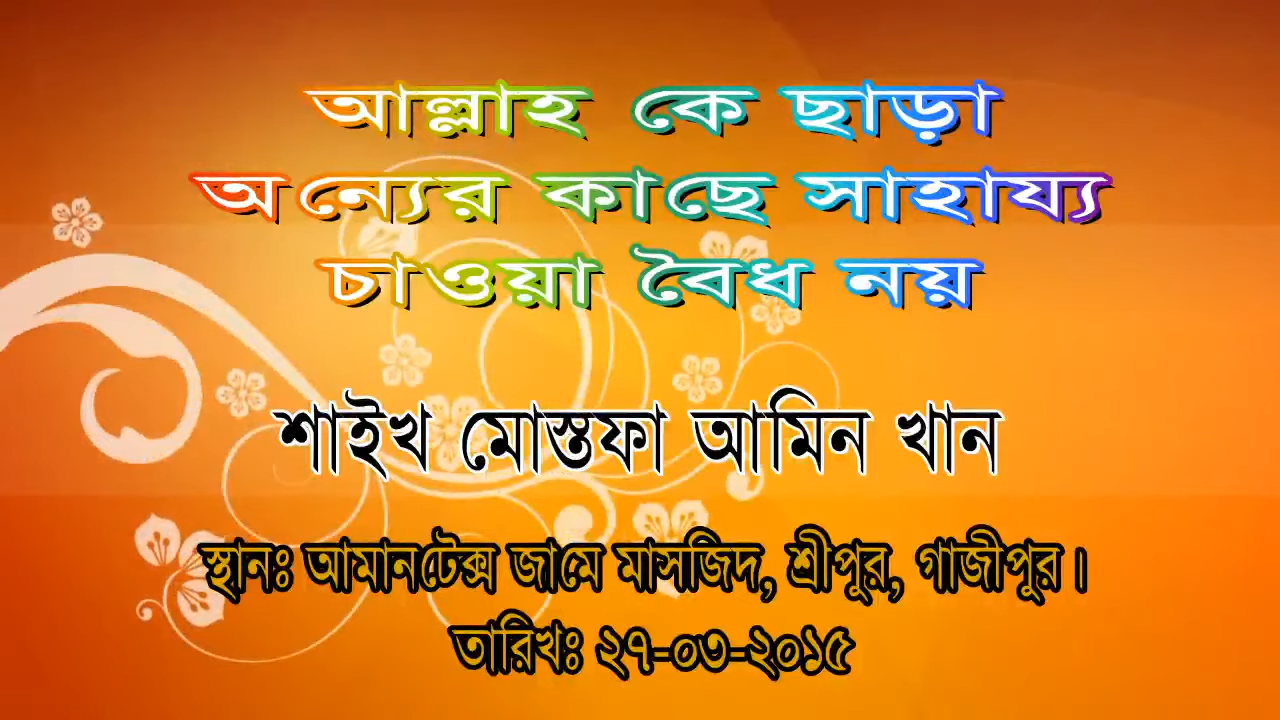 আল্লাহ কে ছাড়া
অন্যের কাছে সাহায্য
চাওয়া বৈধ নয়
শাইখ মোস্তফা আমিন খান
স্থানঃ আমানটেক্স জামে মাসজিদ, শ্রীপুর, গাজীপুর।
তারিখঃ ২৭-০৩-২০১৫